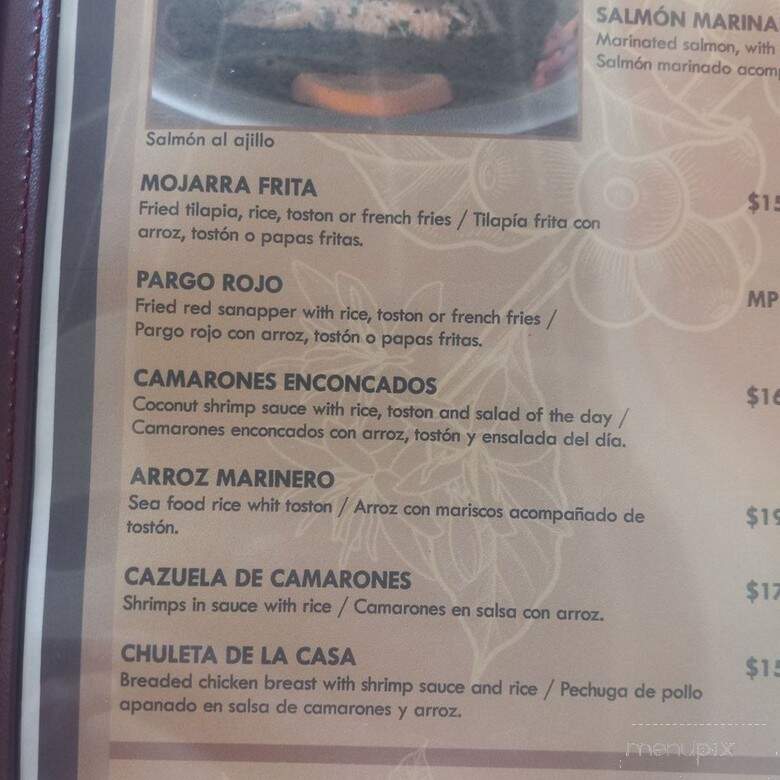 SALMÓN MARINA
Marinated salmon, with
Salmón marinado acom
Salmón al ajillo
MOJARRA FRITA
Fried tilapia, rice, toston or french fries / Tilapía frita con
arroz, tostón o papas fritas.
$15
PARGO ROJO
Fried red sanapper with rice, toston or french fries /
Pargo rojo con arroz, tostón o papas fritas.
MP
CAMARONES ENCONCADOS
Coconut shrimp sauce with rice, toston and salad of the day /
Camarones enconcados con arroz, tostón y ensalada del día.
$16
ARROZ MARINERO
Sea food rice whit toston / Arroz con mariscos acompañado de
tostón.
$19
CAZUELA DE CAMARONES
Shrimps in sauce with rice / Camarones en salsa con arroz.
$17
CHULETA DE LA CASA
Breaded chicken breast with shrimp sauce and rice / Pechuga de pollo
apanado en salsa de camarones y arroz.
$15
menupix